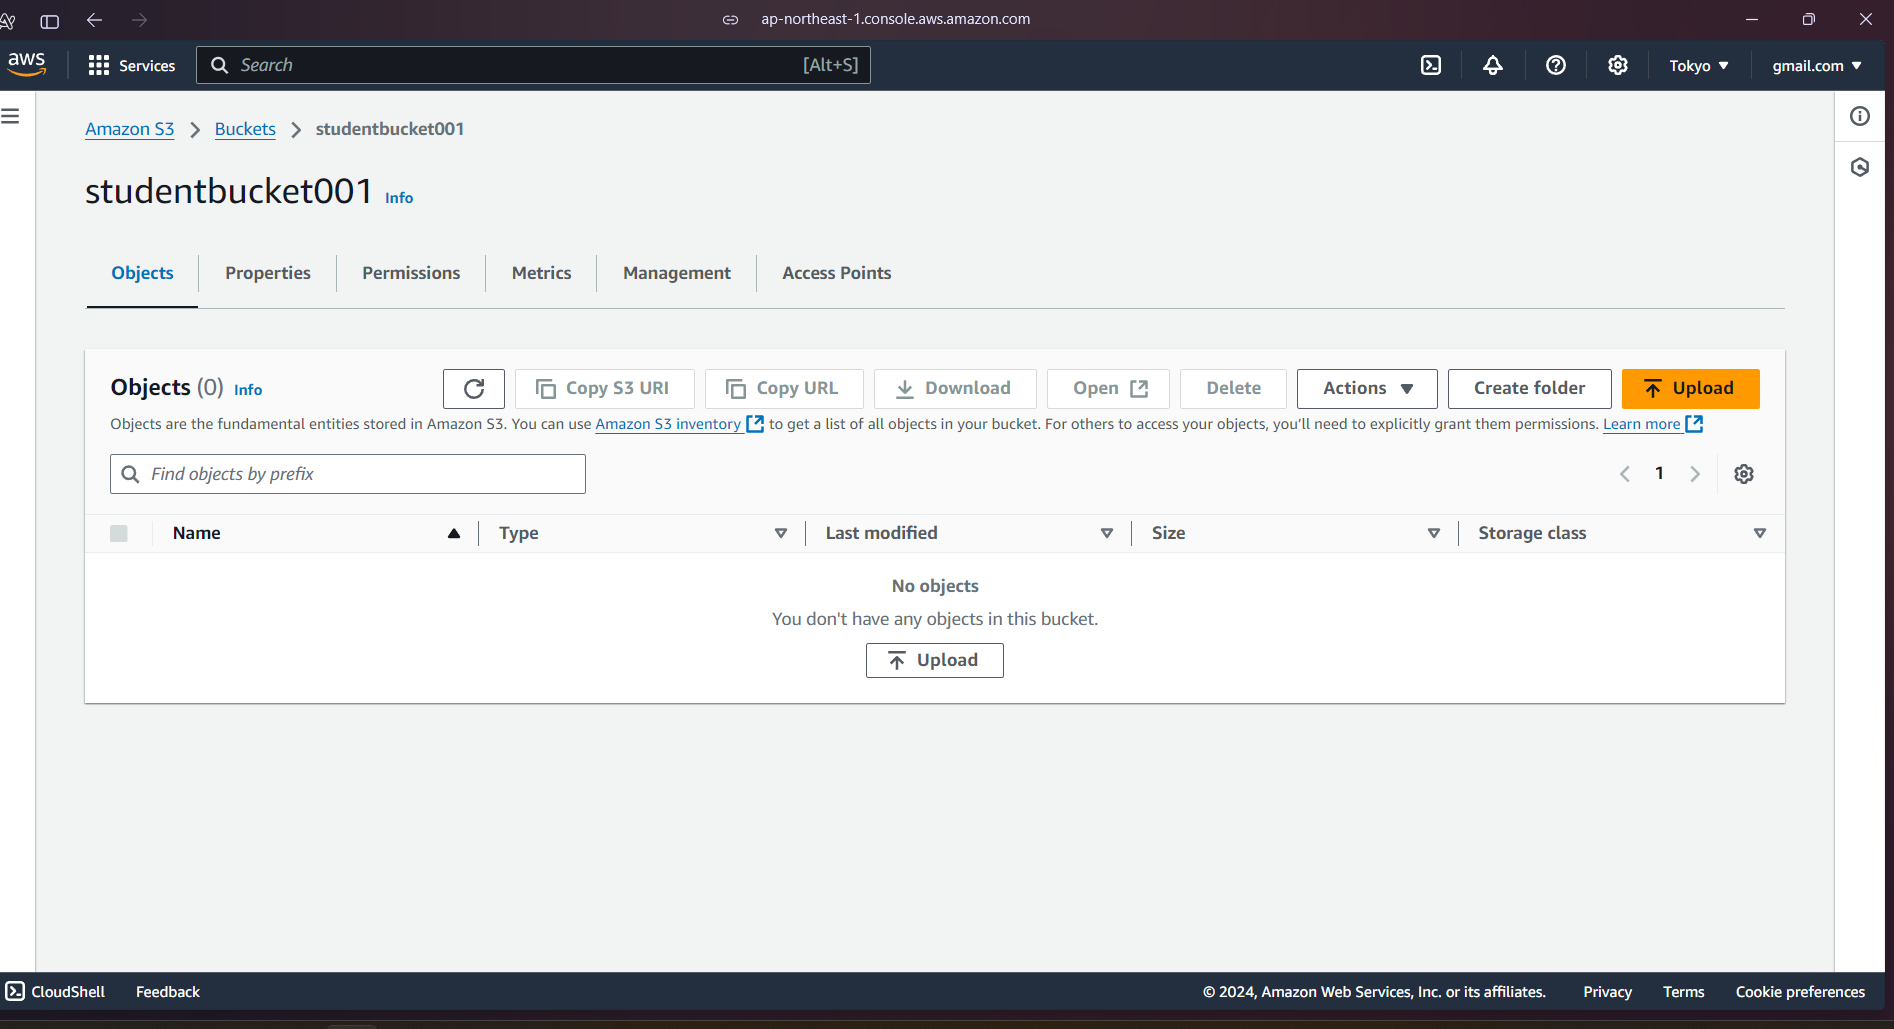 ap-northeast-1.console.aws.amazon.com
aws Services Search [Alt+S] Tokyo gmail.com
Amazon S3 Buckets studentbucket001
studentbucket001 Info
Objects Properties Permissions Metrics Management Access Points
Objects (0) Info Copy S3 URI Copy URL Download Open Delete Actions Create folder Upload
Objects are the fundamental entities stored in Amazon S3. You can use Amazon S3 inventory to get a list of all objects in your bucket. For others to access your objects, you'll need to explicitly grant them permissions. Learn more
Find objects by prefix 1
Name Type Last modified Size Storage class
No objects
You don't have any objects in this bucket.
Upload
CloudShell Feedback © 2024, Amazon Web Services, Inc. or its affiliates. Privacy Terms Cookie preferences